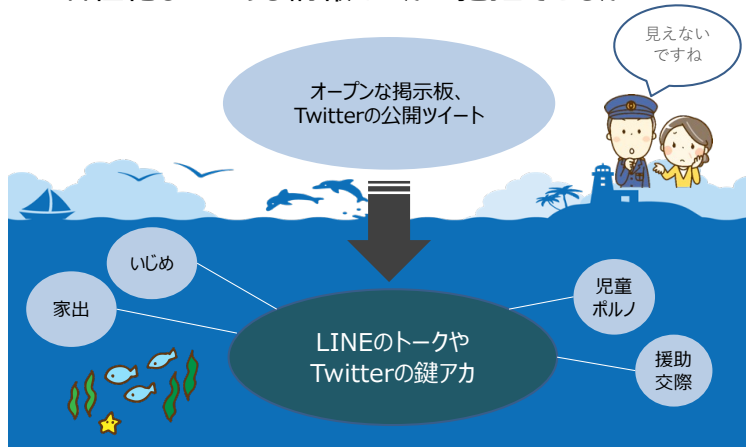 見えない
ですね
オープンな掲示板、
Twitterの公開ツイート
いじめ
家出
児童
ポルノ
LINEのトークや
Twitterの鍵アカ
援助
交際